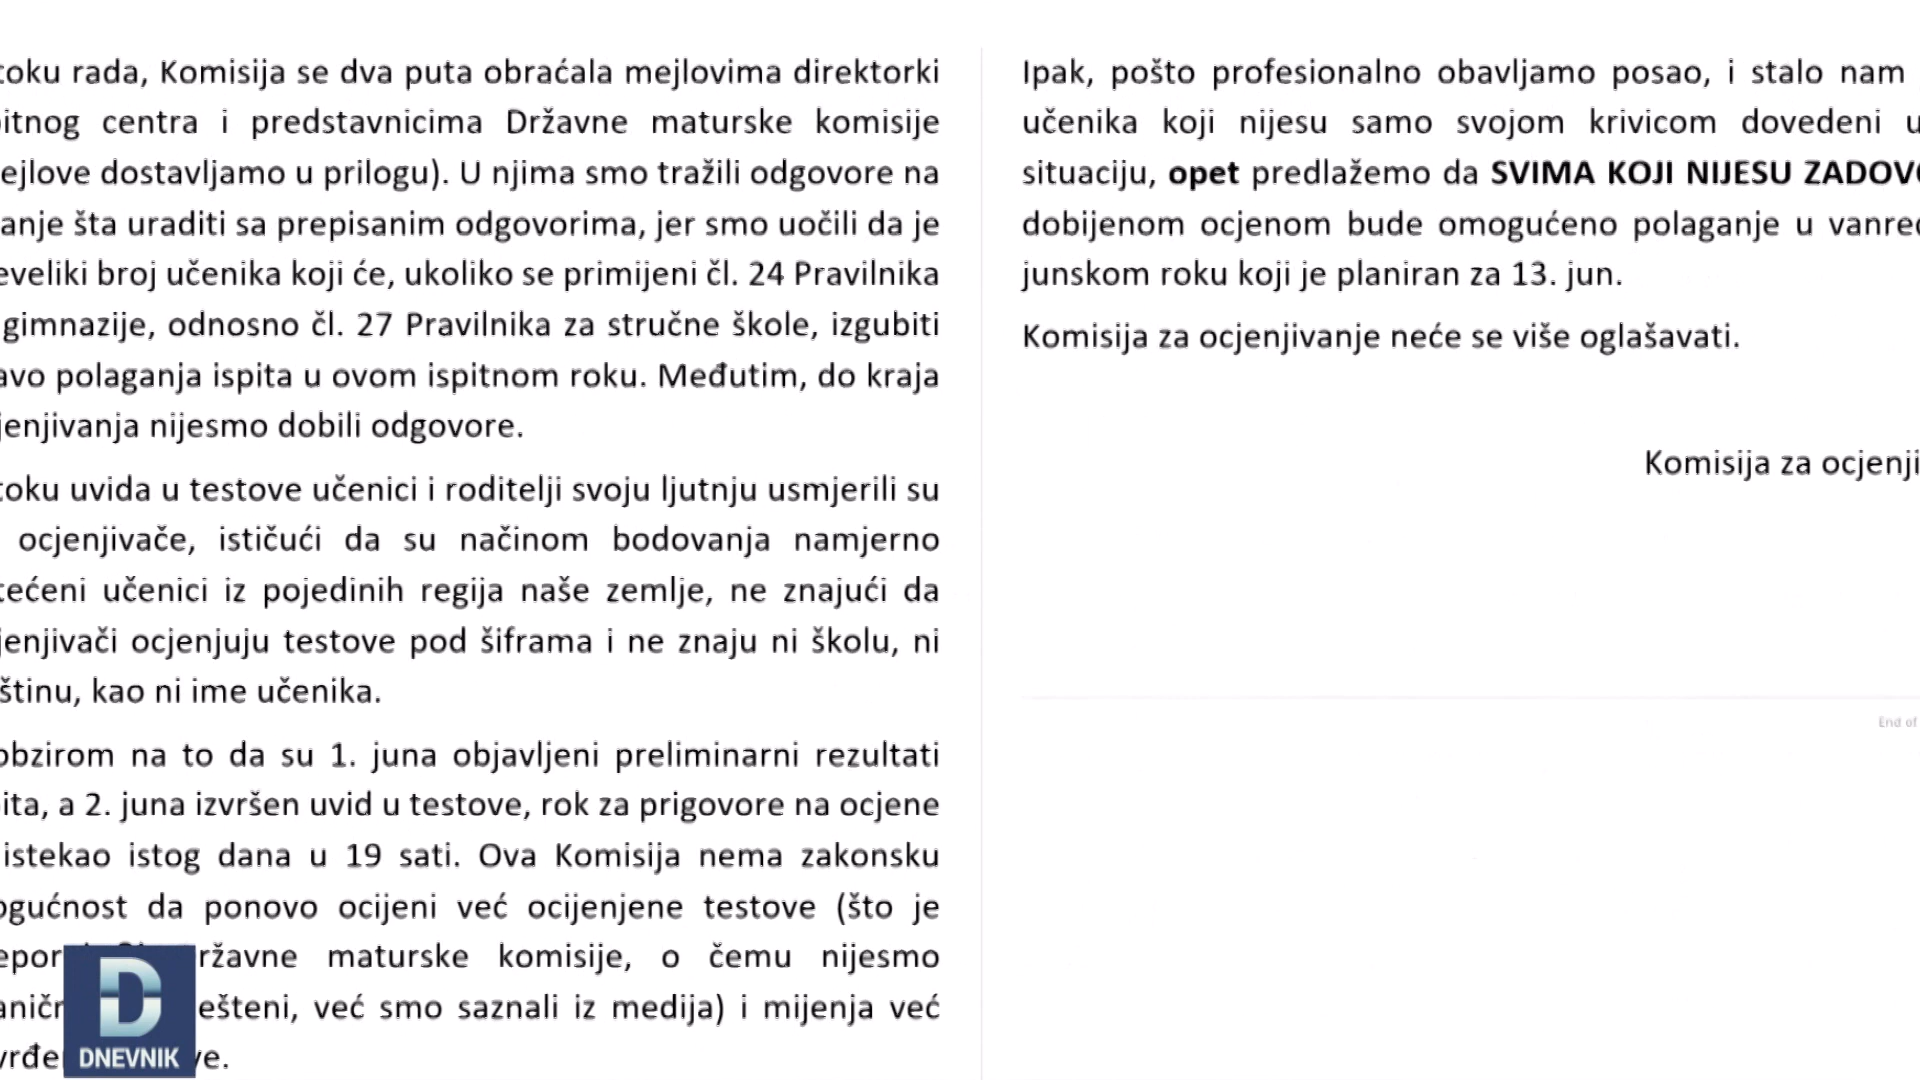 toku rada, Komisija se dva puta obraćala mejlovima direktorki
itnog centra i predstavnicima Državne maturske komisije
ejlove dostavljamo u prilogu). U njima smo tražili odgovore na
anje šta uraditi sa prepisanim odgovorima, jer smo uočili da je
eveliki broj učenika koji će, ukoliko se primijeni čl. 24 Pravilnika
gimnazije, odnosno čl. 27 Pravilnika za stručne škole, izgubiti
avo polaganja ispita u ovom ispitnom roku. Međutim, do kraja
jenjivanja nijesmo dobili odgovore.
toku uvida u testove učenici i roditelji svoju ljutnju usmjerili su
ocjenjivače, ističući da su načinom bodovanja namjerno
tećeni učenici iz pojedinih regija naše zemlje, ne znajući da
jenjivači ocjenjuju testove pod šiframa i ne znaju ni školu, ni
štinu, kao ni ime učenika.
obzirom na to da su 1. juna objavljeni preliminarni rezultati
ita, a 2. juna izvršen uvid u testove, rok za prigovore na ocjene
istekao istog dana u 19 sati. Ova Komisija nema zakonsku
ogućnost da ponovo ocijeni već ocijenjene testove (što je
epor ržavne maturske komisije, o čemu nijesmo
anič ešteni, već smo saznali iz medija) i mijenja već
vrđe ve.
Ipak, pošto profesionalno obavljamo posao, i stalo nam
učenika koji nijesu samo svojom krivicom dovedeni u
situaciju, opet predlažemo da SVIMA KOJI NIJESU ZADOVO
dobijenom ocjenom bude omogućeno polaganje u vanred
junskom roku koji je planiran za 13. jun.
Komisija za ocjenjivanje neće se više oglašavati.
Komisija za ocjenji
End of
D
DNEVNIK